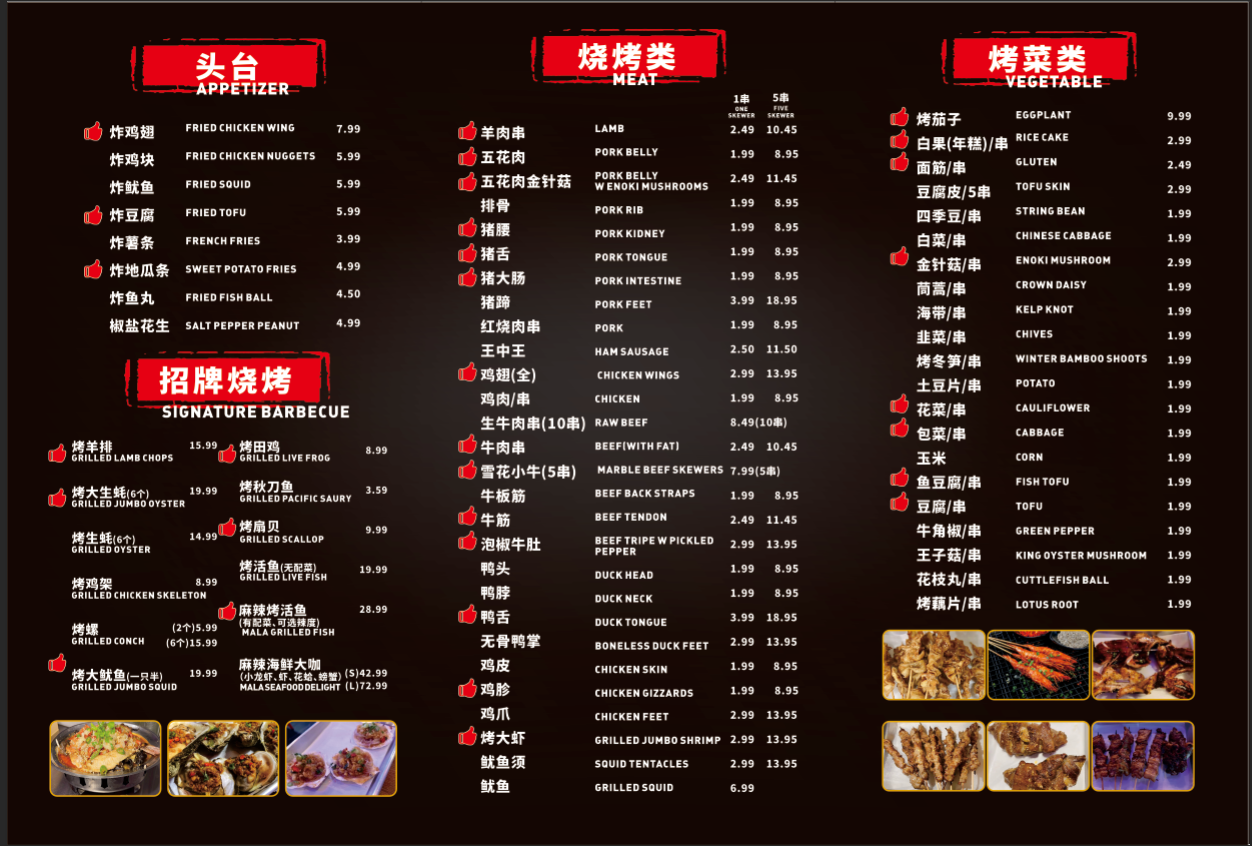 头台
APPETIZER
炸鸡翅 FRIED CHICKEN WING 7.99
炸鸡块 FRIED CHICKEN NUGGETS 5.99
炸鱿鱼 FRIED SQUID 5.99
炸豆腐 FRIED TOFU 5.99
炸薯条 FRENCH FRIES 3.99
炸地瓜条 SWEET POTATO FRIES 4.99
炸鱼丸 FRIED FISH BALL 4.50
椒盐花生 SALT PEPPER PEANUT 4.99
招牌烧烤
SIGNATURE BARBECUE
烤羊排 15.99
GRILLED LAMB CHOPS
烤大生蚝(6个) 19.99
GRILLED JUMBO OYSTER
烤生蚝(6个) 14.99
GRILLED OYSTER
烤鸡架 8.99
GRILLED CHICKEN SKELETON
烤螺 (2个)5.99
GRILLED CONCH (6个)15.99
烤大鱿鱼(一只半) 19.99
GRILLED JUMBO SQUID
烤田鸡 8.99
GRILLED LIVE FROG
烤秋刀鱼 3.59
GRILLED PACIFIC SAURY
烤扇贝 9.99
GRILLED SCALLOP
烤活鱼(无配菜) 19.99
GRILLED LIVE FISH
麻辣烤活鱼 28.99
(有配菜、可选辣度)
MALA GRILLED FISH
麻辣海鲜大咖
(小龙虾、虾、花蛤、螃蟹) (S)42.99
MALA SEAFOOD DELIGHT (L)72.99
烧烤类
MEAT
1串 5串
ONE FIVE
SKEWER SKEWER
羊肉串 LAMB 2.49 10.45
五花肉 PORK BELLY 1.99 8.95
五花肉金针菇 PORK BELLY 2.49 11.45
W ENOKI MUSHROOMS
排骨 PORK RIB 1.99 8.95
猪腰 PORK KIDNEY 1.99 8.95
猪舌 PORK TONGUE 1.99 8.95
猪大肠 PORK INTESTINE 1.99 8.95
猪蹄 PORK FEET 3.99 18.95
红烧肉串 PORK 1.99 8.95
王中王 HAM SAUSAGE 2.50 11.50
鸡翅(全) CHICKEN WINGS 2.99 13.95
鸡肉/串 CHICKEN 1.99 8.95
生牛肉串(10串) RAW BEEF 8.49(10串)
牛肉串 BEEF(WITH FAT) 2.49 10.45
雪花小牛(5串) MARBLE BEEF SKEWERS 7.99(5串)
牛板筋 BEEF BACK STRAPS 1.99 8.95
牛筋 BEEF TENDON 2.49 11.45
泡椒牛肚 BEEF TRIPE W PICKLED 2.99 13.95
PEPPER
鸭头 DUCK HEAD 1.99 8.95
鸭脖 DUCK NECK 1.99 8.95
鸭舌 DUCK TONGUE 3.99 18.95
无骨鸭掌 BONELESS DUCK FEET 2.99 13.95
鸡皮 CHICKEN SKIN 1.99 8.95
鸡胗 CHICKEN GIZZARDS 1.99 8.95
鸡爪 CHICKEN FEET 2.99 13.95
烤大虾 GRILLED JUMBO SHRIMP 2.99 13.95
鱿鱼须 SQUID TENTACLES 2.99 13.95
鱿鱼 GRILLED SQUID 6.99
烤菜类
VEGETABLE
烤茄子 EGGPLANT 9.99
白果(年糕)/串 RICE CAKE 2.99
面筋/串 GLUTEN 2.49
豆腐皮/5串 TOFU SKIN 2.99
四季豆/串 STRING BEAN 1.99
白菜/串 CHINESE CABBAGE 1.99
金针菇/串 ENOKI MUSHROOM 2.99
茼蒿/串 CROWN DAISY 1.99
海带/串 KELP KNOT 1.99
韭菜/串 CHIVES 1.99
烤冬笋/串 WINTER BAMBOO SHOOTS 1.99
土豆片/串 POTATO 1.99
花菜/串 CAULIFLOWER 1.99
包菜/串 CABBAGE 1.99
玉米 CORN 1.99
鱼豆腐/串 FISH TOFU 1.99
豆腐/串 TOFU 1.99
牛角椒/串 GREEN PEPPER 1.99
王子菇/串 KING OYSTER MUSHROOM 1.99
花枝丸/串 CUTTLEFISH BALL 1.99
烤藕片/串 LOTUS ROOT 1.99